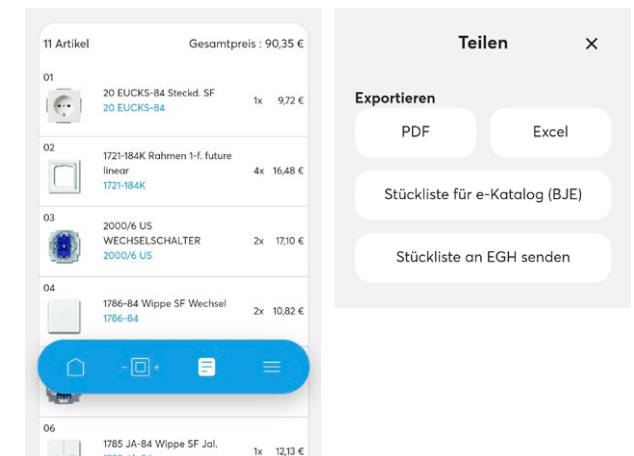 11 Artikel Gesamtpreis : 90,35 €
01
20 EUCKS-84 Steckd. SF
20 EUCKS-84
1x 9,72 €
02
1721-184K Rahmen 1-f. future
linear
1721-184K
4x 16,48 €
03
2000/6 US
WECHSELSCHALTER
2000/6 US
2x 17,10 €
04
1786-84 Wippe SF Wechsel
1786-84
2x 10,82 €
06
1785 JA-84 Wippe SF Jal.
1x 12,13 €
Teilen
Exportieren
PDF Excel
Stückliste für e-Katalog (BJE)
Stückliste an EGH senden